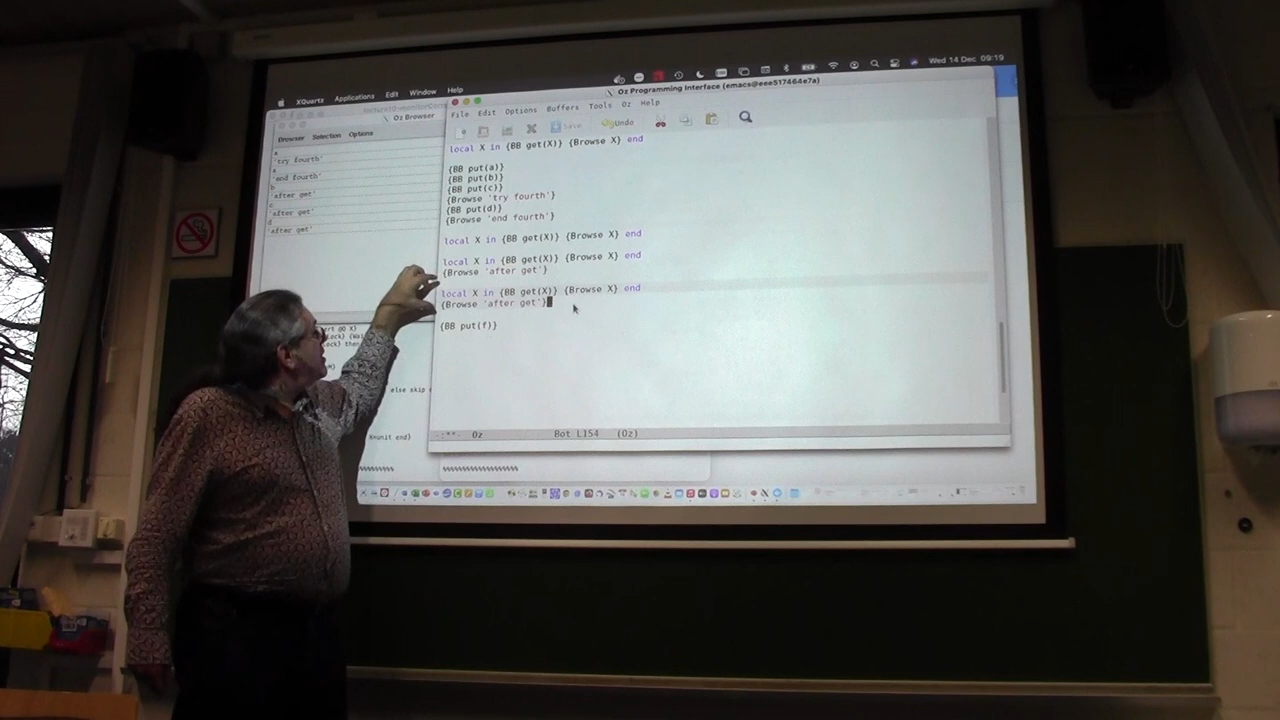 XQuartz Applications Edit Window Help
Wed 14 Dec 09:19
Oz Programming Interface (emacs@eee517464e7a)
File Edit Options Buffers Tools Oz Help
Save Undo
local X in {BB get(X)} {Browse X} end
{BB put(a)}
{BB put(b)}
{BB put(c)}
{Browse 'try fourth'}
{BB put(d)}
{Browse 'end fourth'}
local X in {BB get(X)} {Browse X} end
local X in {BB get(X)} {Browse X} end
{Browse 'after get'}
local X in {BB get(X)} {Browse X} end
{Browse 'after get'}
{BB put(f)}
-:**- Oz Bot L154 (Oz)
Oz Browser
Browser Selection Options
'try fourth'
a
'end fourth'
b
'after get'
c
'after get'
d
'after get'
else skip